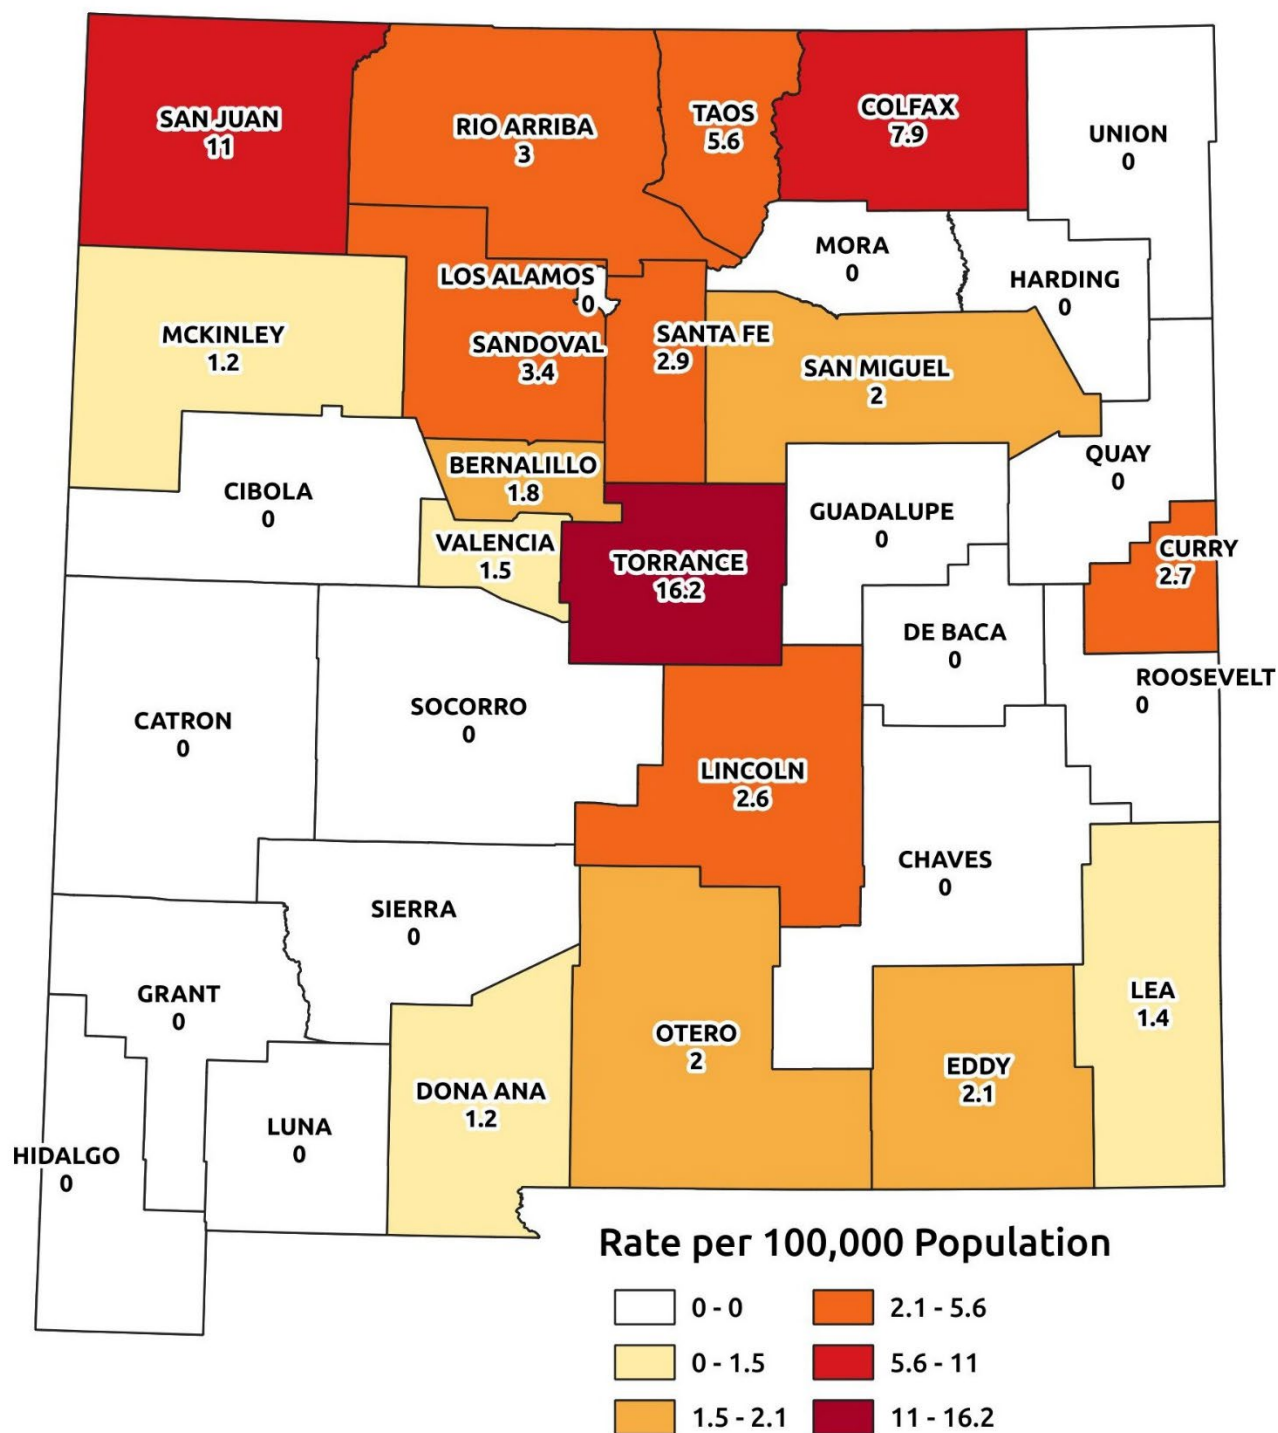 SAN JUAN
11
RIO ARRIBA
3
TAOS
5.6
COLFAX
7.9
UNION
0
MORA
0
HARDING
0
LOS ALAMOS
0
MCKINLEY
1.2
SANDOVAL
3.4
SANTA FE
2.9
SAN MIGUEL
2
BERNALILLO
1.8
QUAY
0
CIBOLA
0
GUADALUPE
0
VALENCIA
1.5
TORRANCE
16.2
CURRY
2.7
DE BACA
0
ROOSEVELT
0
CATRON
0
SOCORRO
0
LINCOLN
2.6
CHAVES
0
SIERRA
0
GRANT
0
LEA
1.4
OTERO
2
EDDY
2.1
DONA ANA
1.2
LUNA
0
HIDALGO
0
Rate per 100,000 Population
0 - 0
0 - 1.5
1.5 - 2.1
2.1 - 5.6
5.6 - 11
11 - 16.2